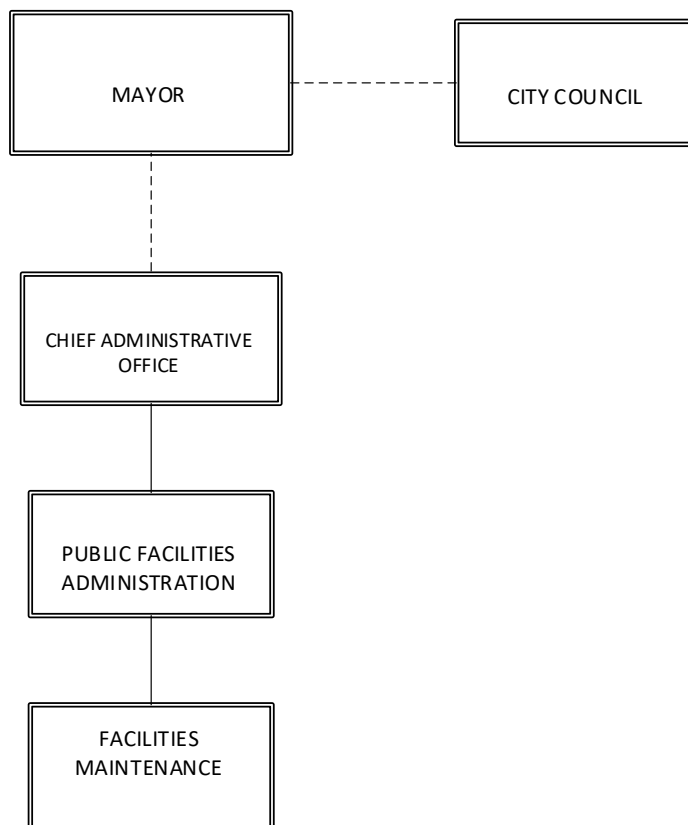 MAYOR
CITY COUNCIL
CHIEF ADMINISTRATIVE
OFFICE
PUBLIC FACILITIES
ADMINISTRATION
FACILITIES
MAINTENANCE